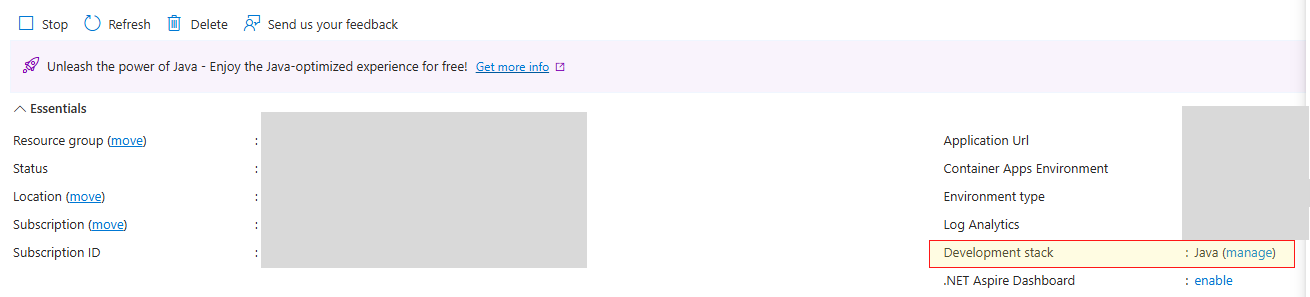 Stop Refresh Delete Send us your feedback
Unleash the power of Java - Enjoy the Java-optimized experience for free! Get more info
Essentials
Resource group (move) :
Status :
Location (move) :
Subscription (move) :
Subscription ID :
Application Url
Container Apps Environment
Environment type
Log Analytics
Development stack : Java (manage)
.NET Aspire Dashboard : enable